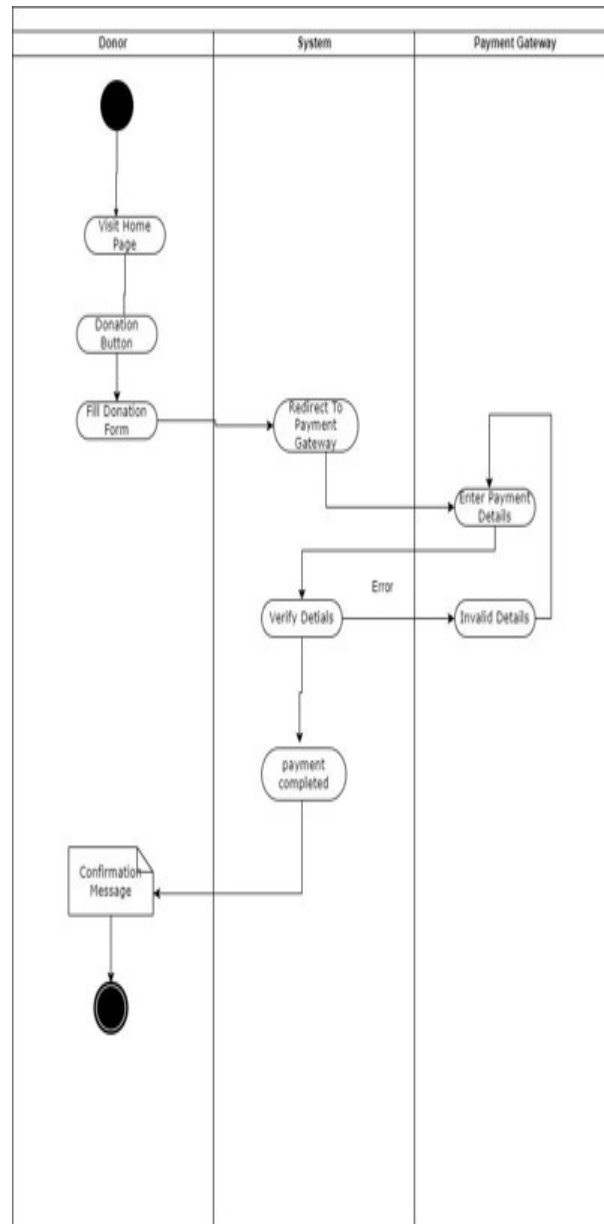 Donor
System
Payment Gateway
Visit Home
Page
Donation
Button
Fill Donation
Form
Redirect To
Payment
Gateway
Enter Payment
Details
Error
Verify Detials
Invalid Details
payment
completed
Confirmation
Message